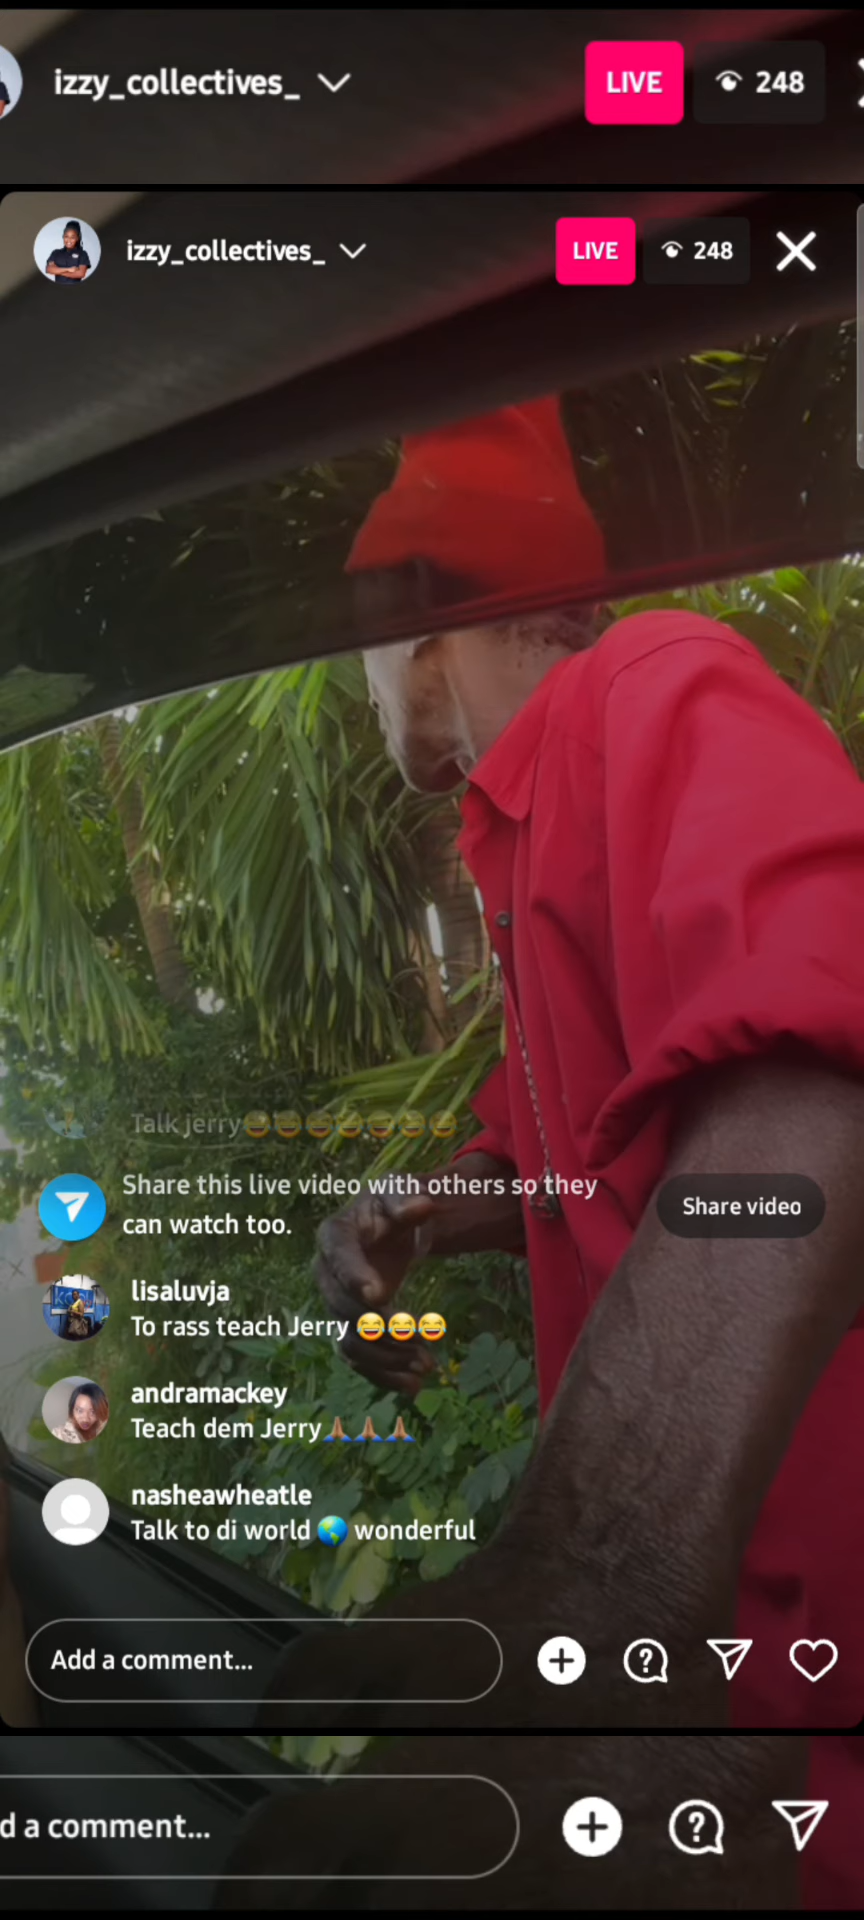 izzy_collectives_ LIVE 248
izzy_collectives_ LIVE 248
Talk jerry😂😂😂😂😂😂😂
Share this live video with others so they
can watch too.
Share video
lisaluvja
To rass teach Jerry 😂😂😂
andramackey
Teach dem Jerry🙏🏽🙏🏽🙏🏽
nasheawheatle
Talk to di world 🌎 wonderful
Add a comment...
d a comment...